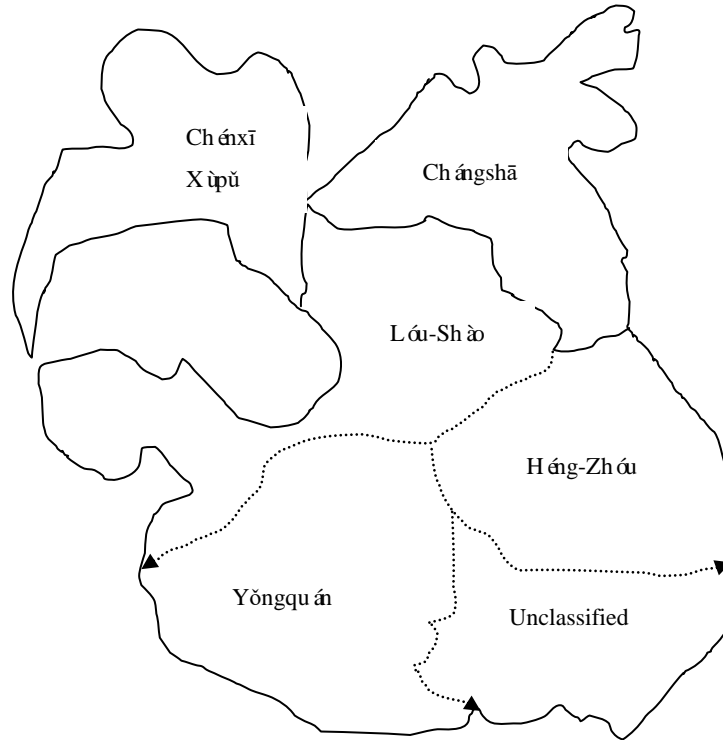 Chénxī
Xùpǔ
Chángshā
Lóu-Shào
Héng-Zhóu
Yǒngquán
Unclassified